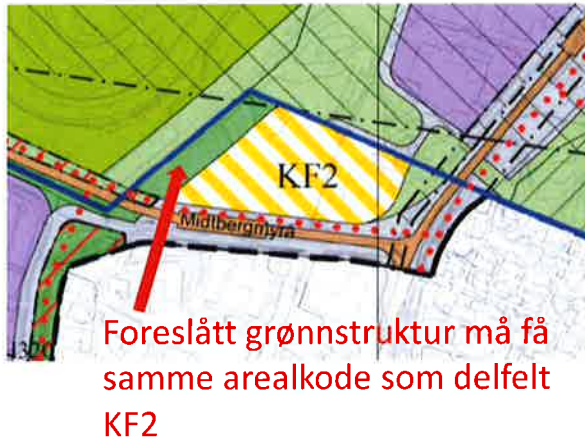 KF2
Midtbergmyra
Foreslått grønnstruktur må få
samme arealkode som delfelt
KF2